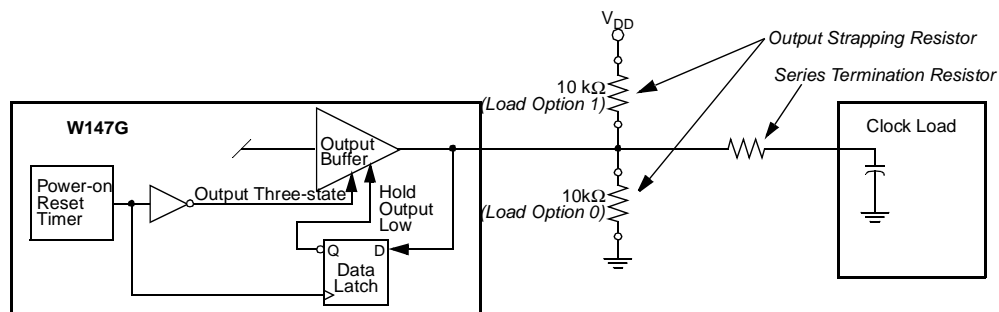 VDD
Output Strapping Resistor
Series Termination Resistor
10 kΩ
(Load Option 1)
W147G
Clock Load
Output
Buffer
Power-on
Reset
Timer
Output Three-state
Hold
Output
Low
10kΩ
(Load Option 0)
Q
D
Data
Latch